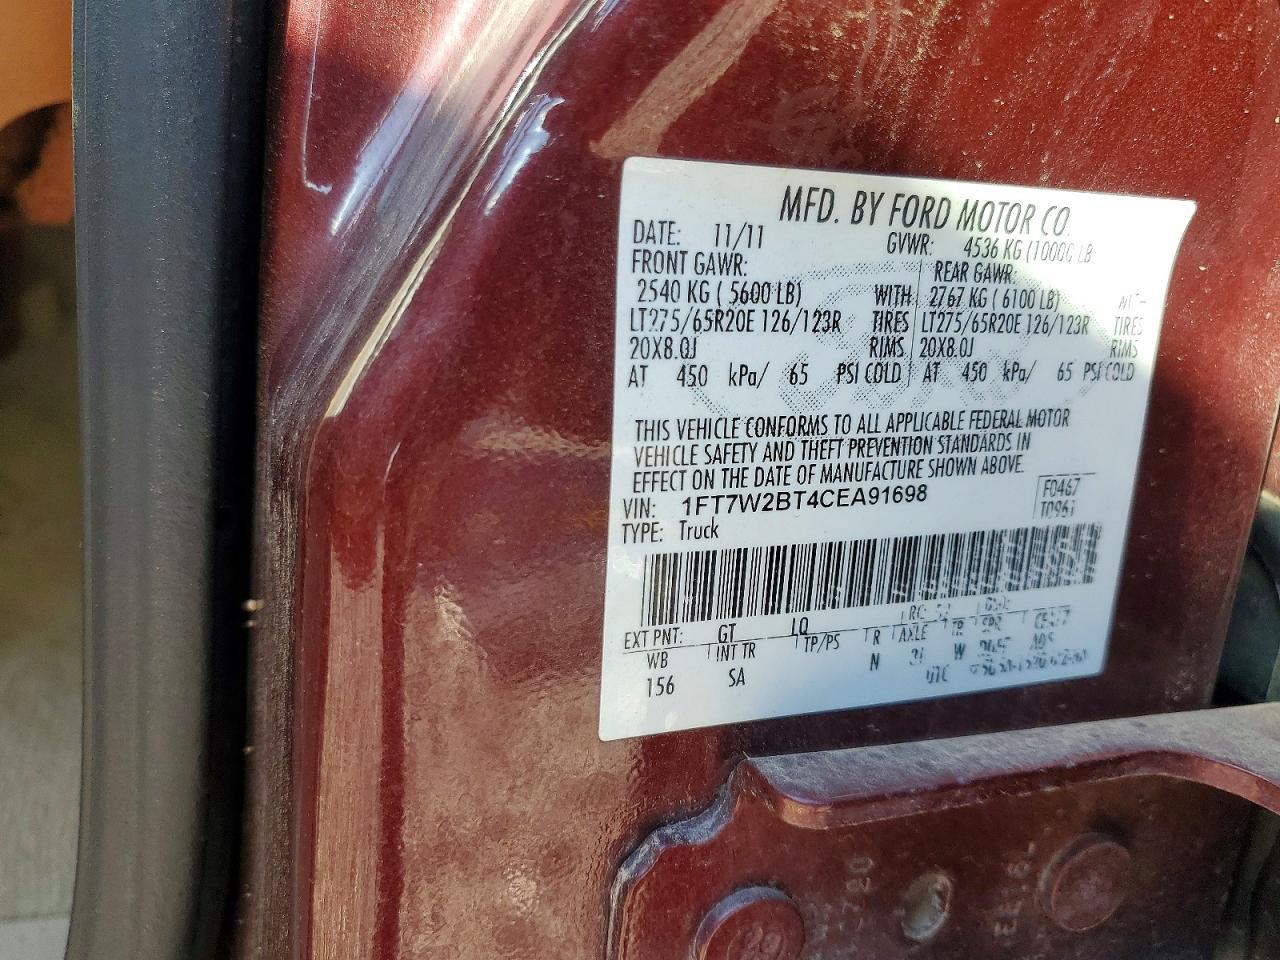 MFD. BY FORD MOTOR CO.
DATE: 11/11 GVWR: 4536 KG (10000 LB
FRONT GAWR: REAR GAWR:
2540 KG ( 5600 LB) WITH 2767 KG ( 6100 LB)
LT275/65R20E 126/123R TIRES LT275/65R20E 126/123R TIRES
20X8.0J RIMS 20X8.0J RIMS
AT 450 kPa/ 65 PSI COLD AT 450 kPa/ 65 PSI COLD
THIS VEHICLE CONFORMS TO ALL APPLICABLE FEDERAL MOTOR
VEHICLE SAFETY AND THEFT PREVENTION STANDARDS IN
EFFECT ON THE DATE OF MANUFACTURE SHOWN ABOVE.
VIN: 1FT7W2BT4CEA91698 F0467
TYPE: Truck T0961
EXT PNT: GT LQ
WB INT TR TP/PS R AXLE TR SPR
156 SA N W
UTC